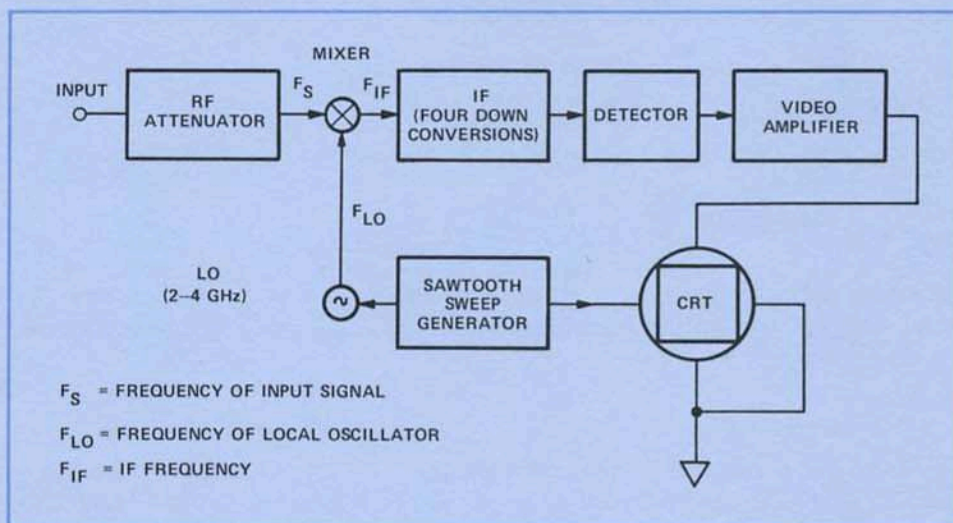 MIXER
INPUT
RF
ATTENUATOR
F_S
F_IF
IF
(FOUR DOWN
CONVERSIONS)
DETECTOR
VIDEO
AMPLIFIER
F_LO
LO
(2–4 GHz)
SAWTOOTH
SWEEP
GENERATOR
CRT
F_S = FREQUENCY OF INPUT SIGNAL
F_LO = FREQUENCY OF LOCAL OSCILLATOR
F_IF = IF FREQUENCY